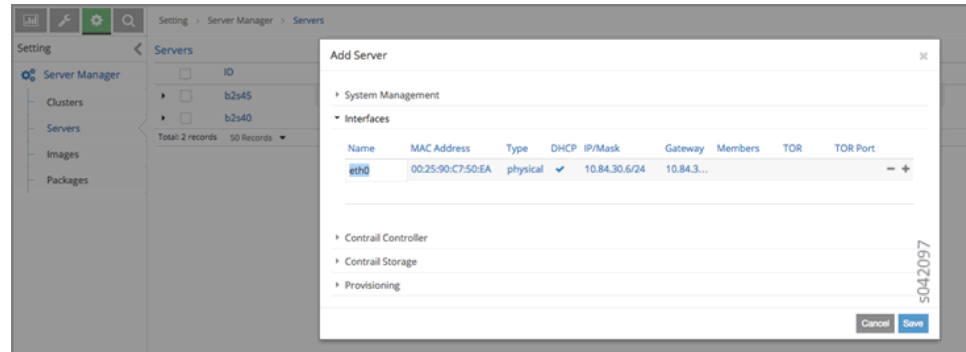 Setting > Server Manager > Servers
Setting
Server Manager
Clusters
Servers
Images
Packages
Servers
ID
b2s45
b2s40
Total: 2 records 50 Records
Add Server
System Management
Interfaces
Name MAC Address Type DHCP IP/Mask Gateway Members TOR TOR Port
eth0 00:25:90:C7:50:EA physical 10.84.30.6/24 10.84.3...
Contrail Controller
Contrail Storage
Provisioning
Cancel Save
s042097